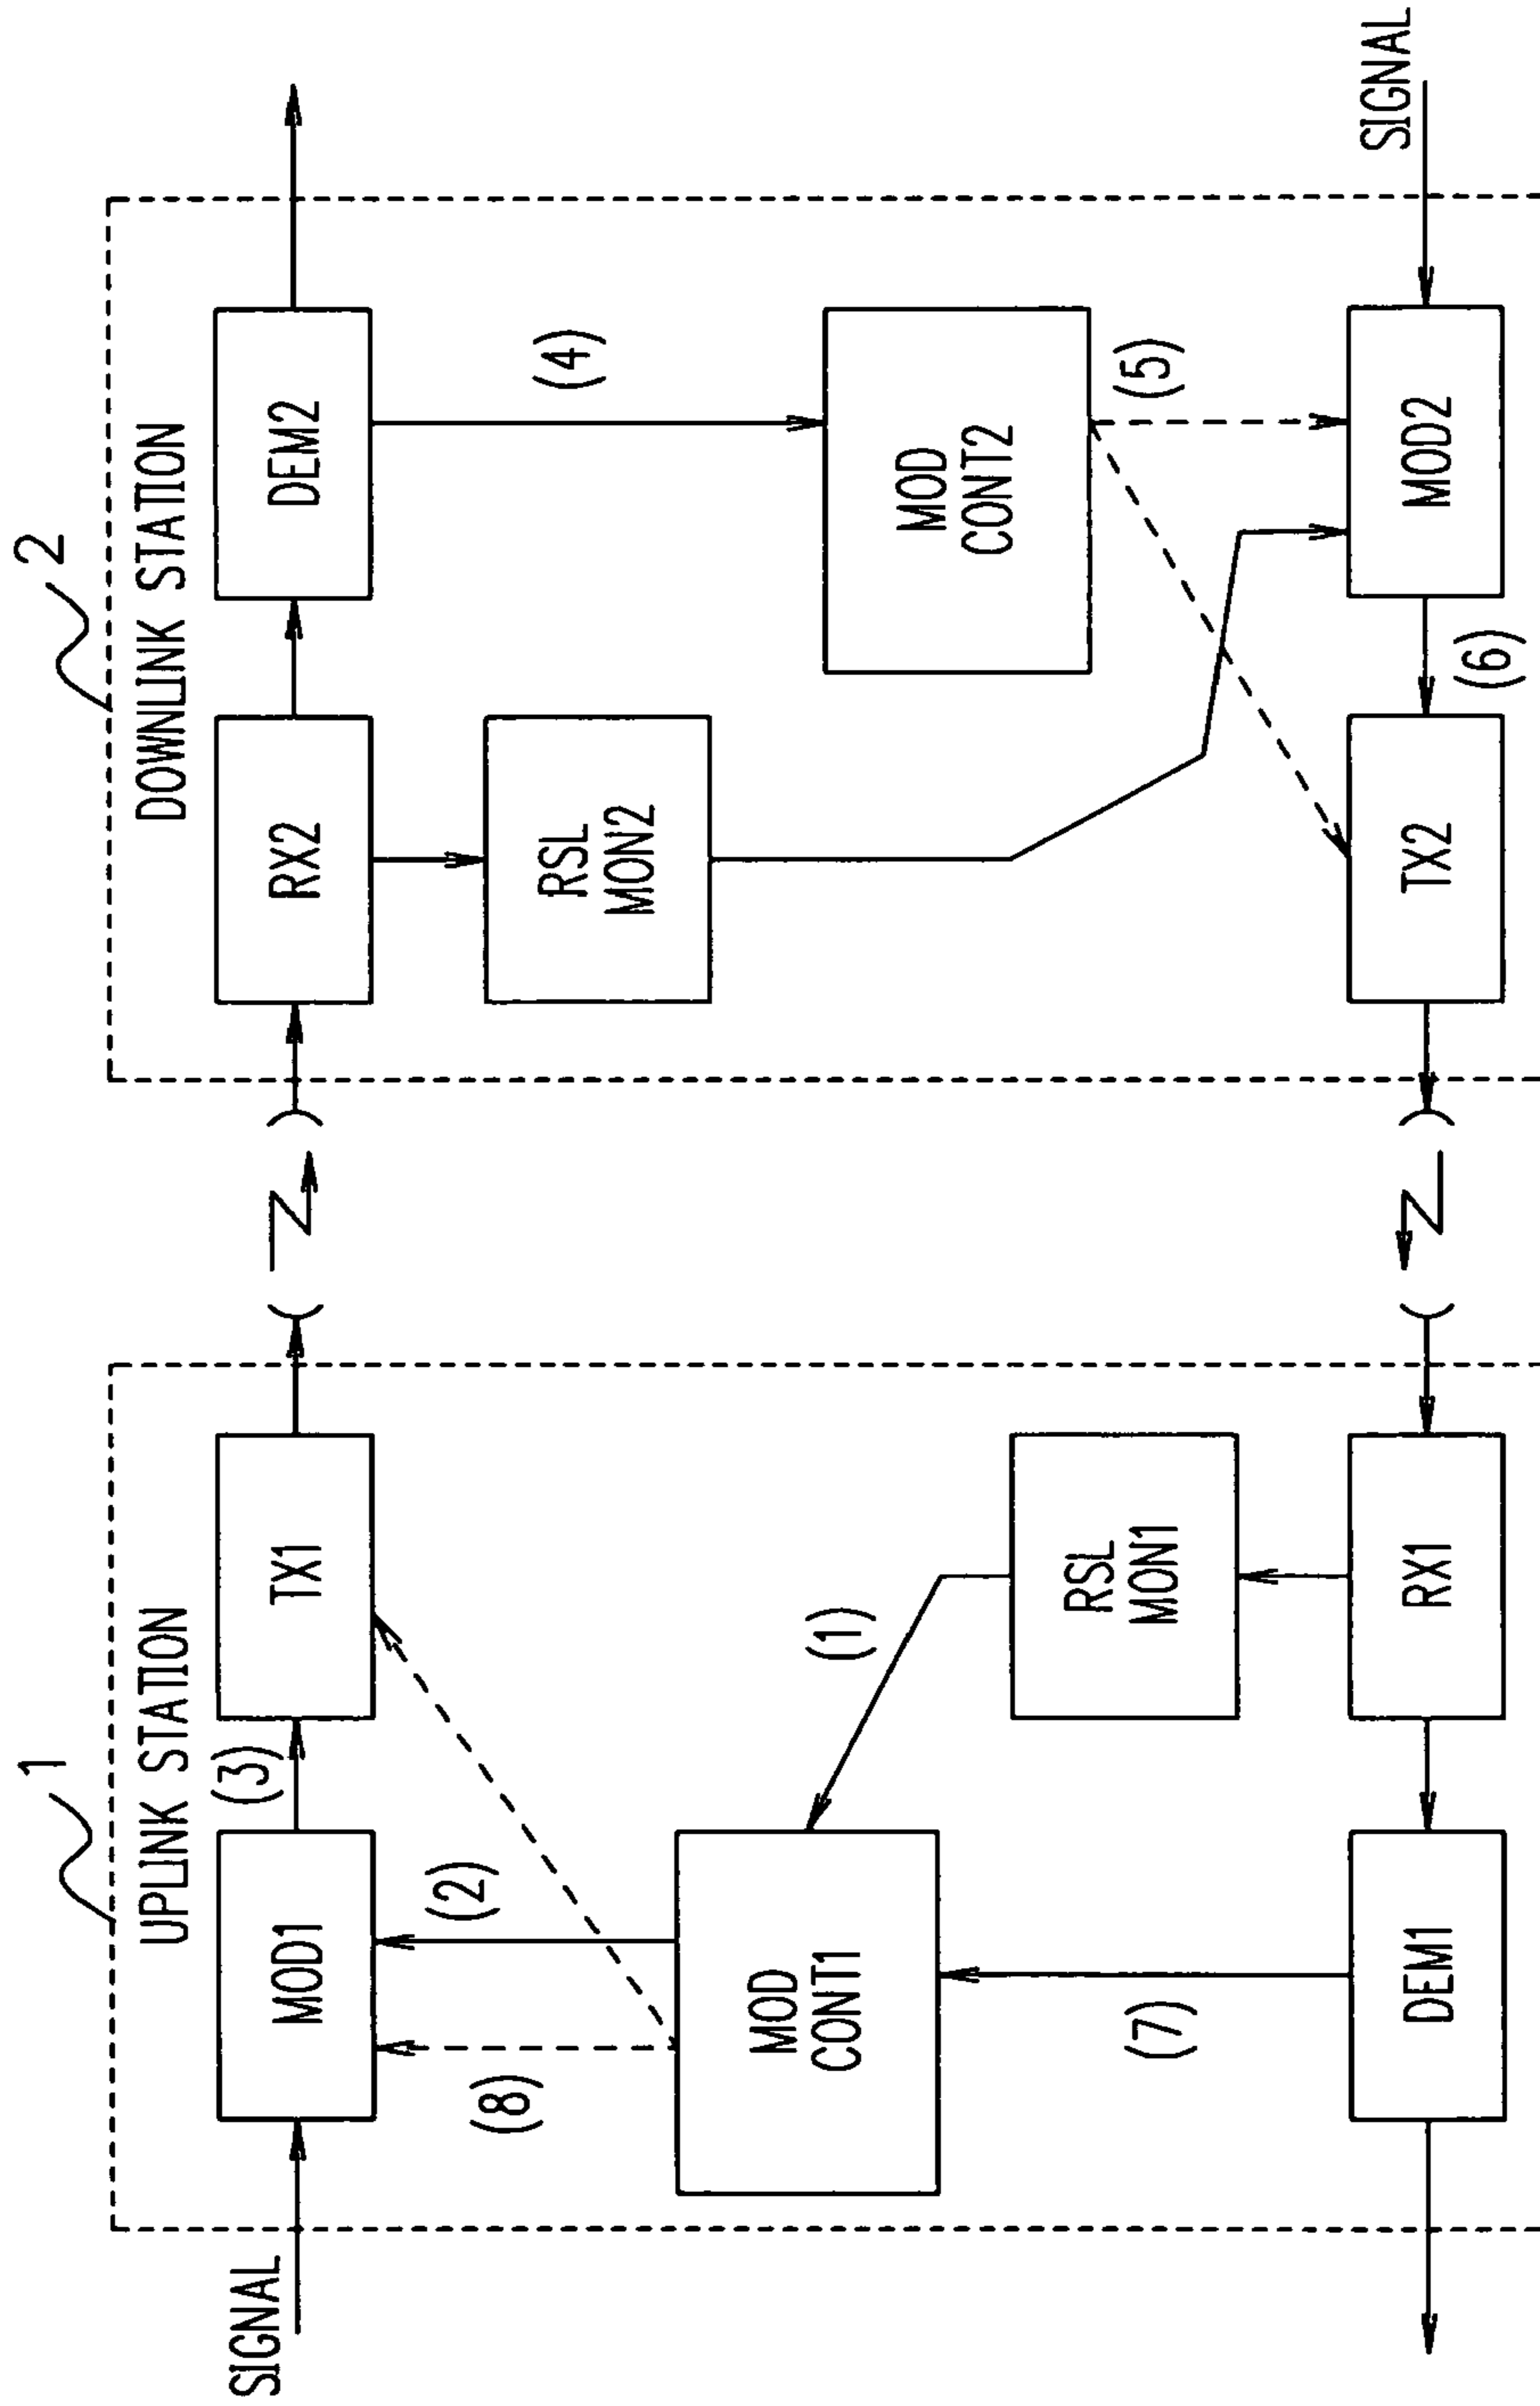 1
2
UPLINK STATION
DOWNLINK STATION
SIGNAL
MOD1
(3)
TX1
RX2
DEM2
(8)
(2)
RSL
MON2
(4)
MOD
CONT1
(1)
MOD
CONT2
(7)
RSL
MON1
(5)
SIGNAL
DEM1
RX1
TX2
(6)
MOD2